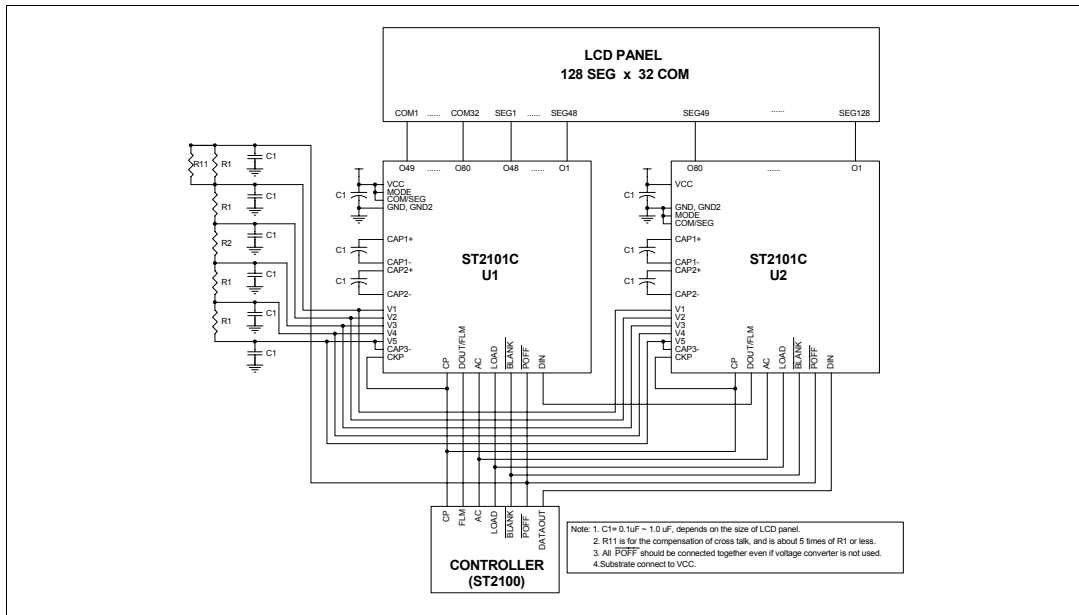 LCD PANEL
128 SEG x 32 COM
COM1 ...... COM32 SEG1 ...... SEG48 SEG49 ...... SEG128
O49 ...... O80 O48 ...... O1
O80 ...... O1
R11
R1
C1
C1
R1
C1
R2
C1
R1
C1
R1
C1
C1
VCC
MODE
COM/SEG
GND, GND2
CAP1+
C1
CAP1-
CAP2+
C1
CAP2-
V1
V2
V3
V4
V5
CAP3-
CKP
ST2101C
U1
CP
DOUT/FLM
AC
LOAD
BLANK
POFF
DIN
C1
VCC
GND, GND2
MODE
COM/SEG
CAP1+
C1
CAP1-
CAP2+
C1
CAP2-
V1
V2
V3
V4
V5
CAP3-
CKP
ST2101C
U2
CP
DOUT/FLM
AC
LOAD
BLANK
POFF
DIN
CP
FLM
AC
LOAD
BLANK
POFF
DATAOUT
CONTROLLER
(ST2100)
Note: 1. C1= 0.1uF ~ 1.0 uF, depends on the size of LCD panel.
2. R11 is for the compensation of cross talk, and is about 5 times of R1 or less.
3. All POFF should be connected together even if voltage converter is not used.
4.Substrate connect to VCC.